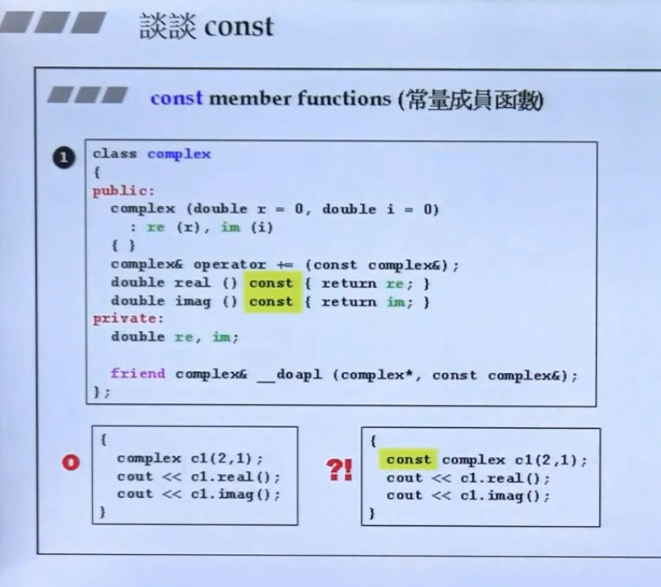 談談 const
const member functions (常量成員函數)
1
class complex
{
public:
complex (double r = 0, double i = 0)
: re (r), im (i)
{ }
complex& operator += (const complex&);
double real () const { return re; }
double imag () const { return im; }
private:
double re, im;
friend complex& __doapl (complex*, const complex&);
};
O
{
complex c1(2,1);
cout << c1.real();
cout << c1.imag();
}
?!
{
const complex c1(2,1);
cout << c1.real();
cout << c1.imag();
}